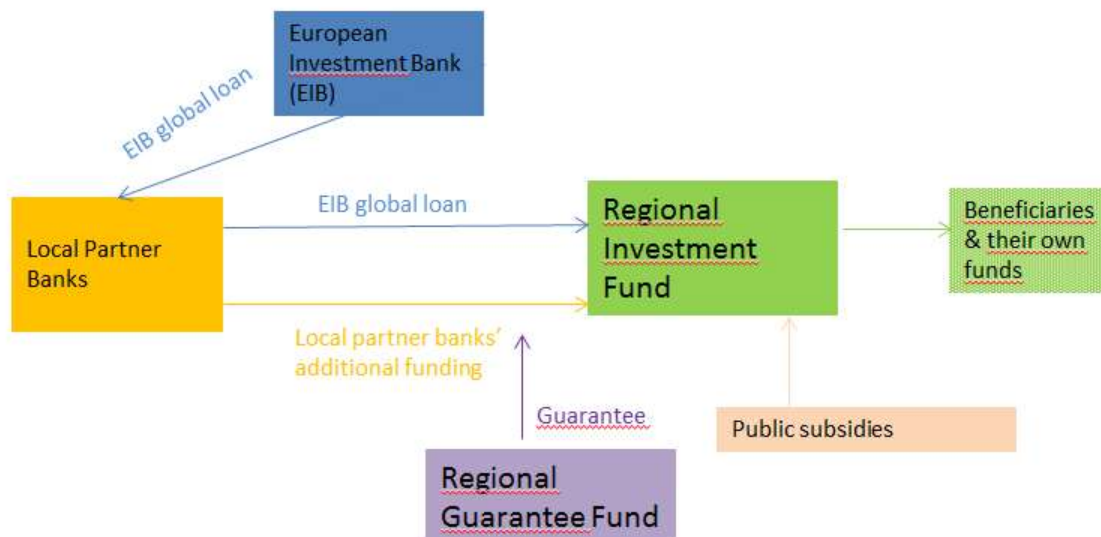 European
Investment Bank
(EIB)
EIB global loan
Local Partner
Banks
EIB global loan
Regional
Investment
Fund
Beneficiaries
& their own
funds
Local partner banks'
additional funding
Guarantee
Public subsidies
Regional
Guarantee Fund